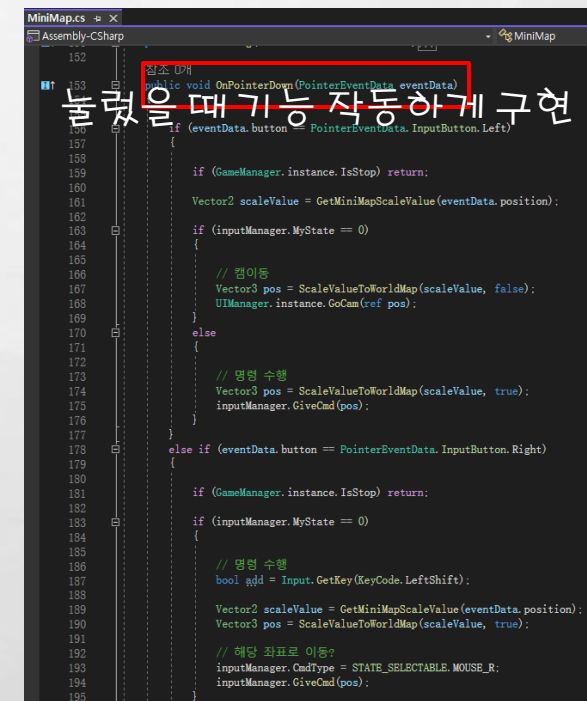 MiniMap.cs
Assembly-CSharp
MiniMap
152
참조 0개
153 public void OnPointerDown(PointerEventData eventData)
눌렀을 때 기능 작동하게 구현
156 if (eventData.button == PointerEventData.InputButton.Left)
157 {
158
159 if (GameManager.instance.IsStop) return;
160
161 Vector2 scaleValue = GetMiniMapScaleValue(eventData.position);
162
163 if (inputManager.MyState == 0)
164 {
165
166 // 캠이동
167 Vector3 pos = ScaleValueToWorldMap(scaleValue, false);
168 UIManager.instance.GoCam(ref pos);
169 }
170 else
171 {
172
173 // 명령 수행
174 Vector3 pos = ScaleValueToWorldMap(scaleValue, true);
175 inputManager.GiveCmd(pos);
176 }
177 }
178 else if (eventData.button == PointerEventData.InputButton.Right)
179 {
180
181 if (GameManager.instance.IsStop) return;
182
183 if (inputManager.MyState == 0)
184 {
185
186 // 명령 수행
187 bool add = Input.GetKey(KeyCode.LeftShift);
188
189 Vector2 scaleValue = GetMiniMapScaleValue(eventData.position);
190 Vector3 pos = ScaleValueToWorldMap(scaleValue, true);
191
192 // 해당 좌표로 이동?
193 inputManager.CmdType = STATE_SELECTABLE.MOUSE_R;
194 inputManager.GiveCmd(pos);
195 }